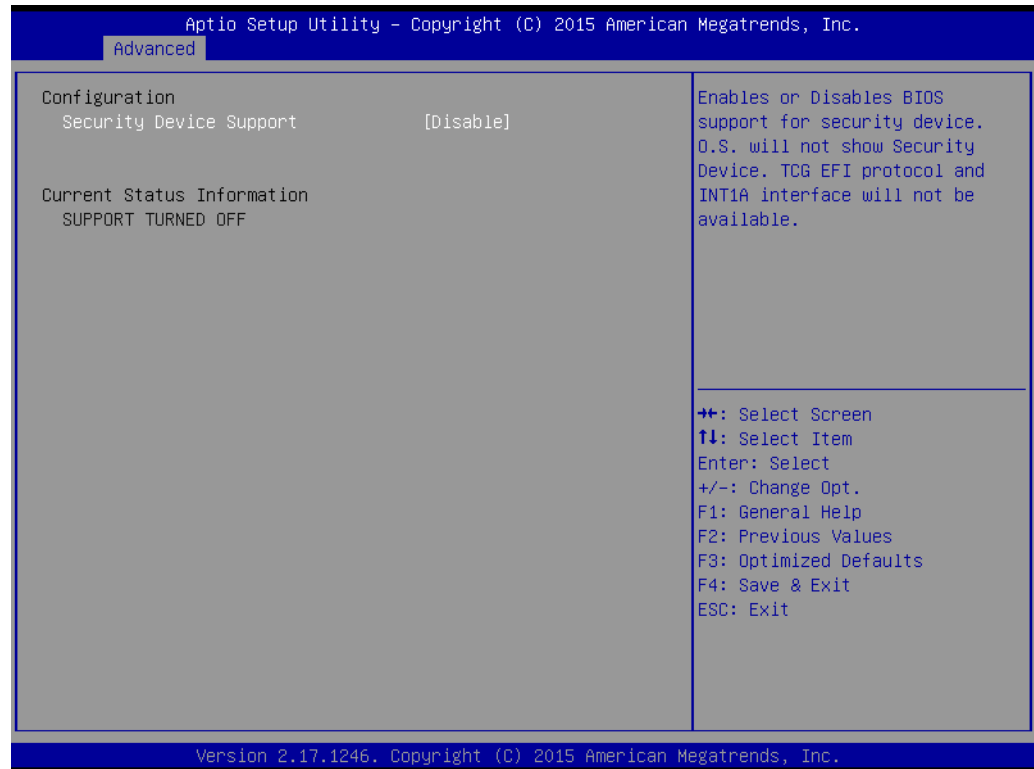 Aptio Setup Utility – Copyright (C) 2015 American Megatrends, Inc.
Advanced
Configuration
Security Device Support [Disable]
Current Status Information
SUPPORT TURNED OFF
Enables or Disables BIOS
support for security device.
O.S. will not show Security
Device. TCG EFI protocol and
INT1A interface will not be
available.
→←: Select Screen
↑↓: Select Item
Enter: Select
+/-: Change Opt.
F1: General Help
F2: Previous Values
F3: Optimized Defaults
F4: Save & Exit
ESC: Exit
Version 2.17.1246. Copyright (C) 2015 American Megatrends, Inc.